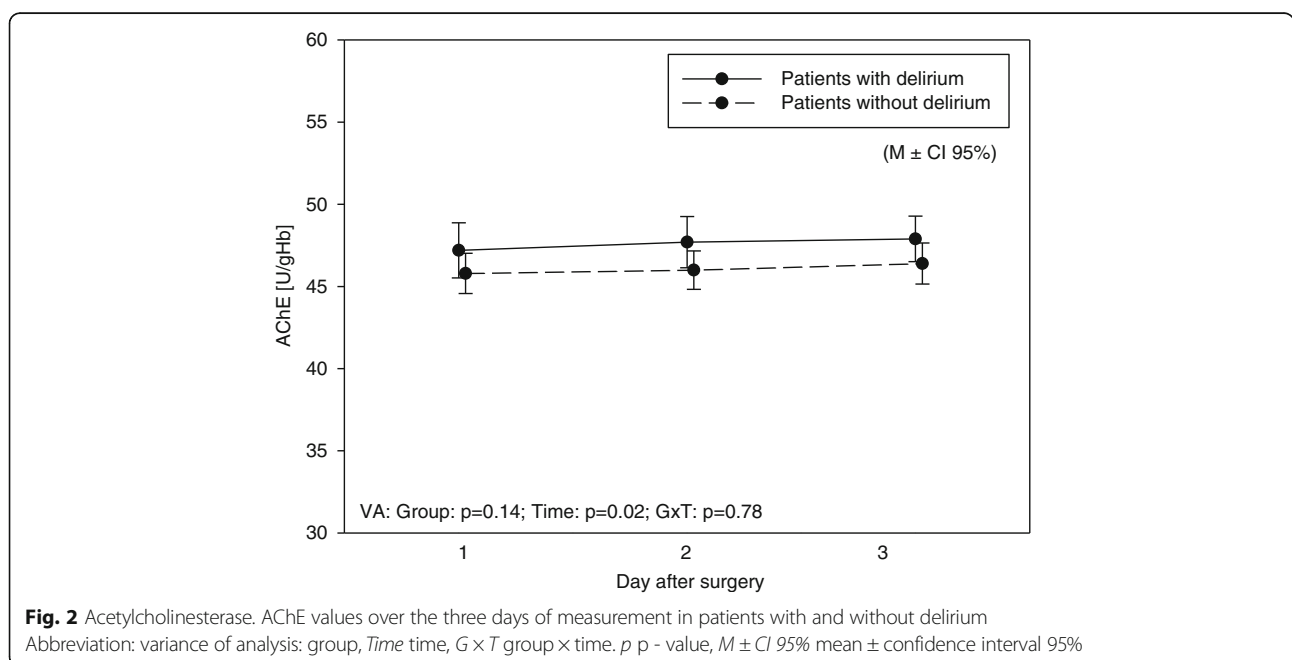 60
55
50
45
40
35
30
AChE [U/gHb]
Patients with delirium
Patients without delirium
(M ± CI 95%)
VA: Group: p=0.14; Time: p=0.02; GxT: p=0.78
1 2 3
Day after surgery
Fig. 2 Acetylcholinesterase. AChE values over the three days of measurement in patients with and without delirium
Abbreviation: variance of analysis: group, Time time, G × T group × time. p p - value, M ± CI 95% mean ± confidence interval 95%